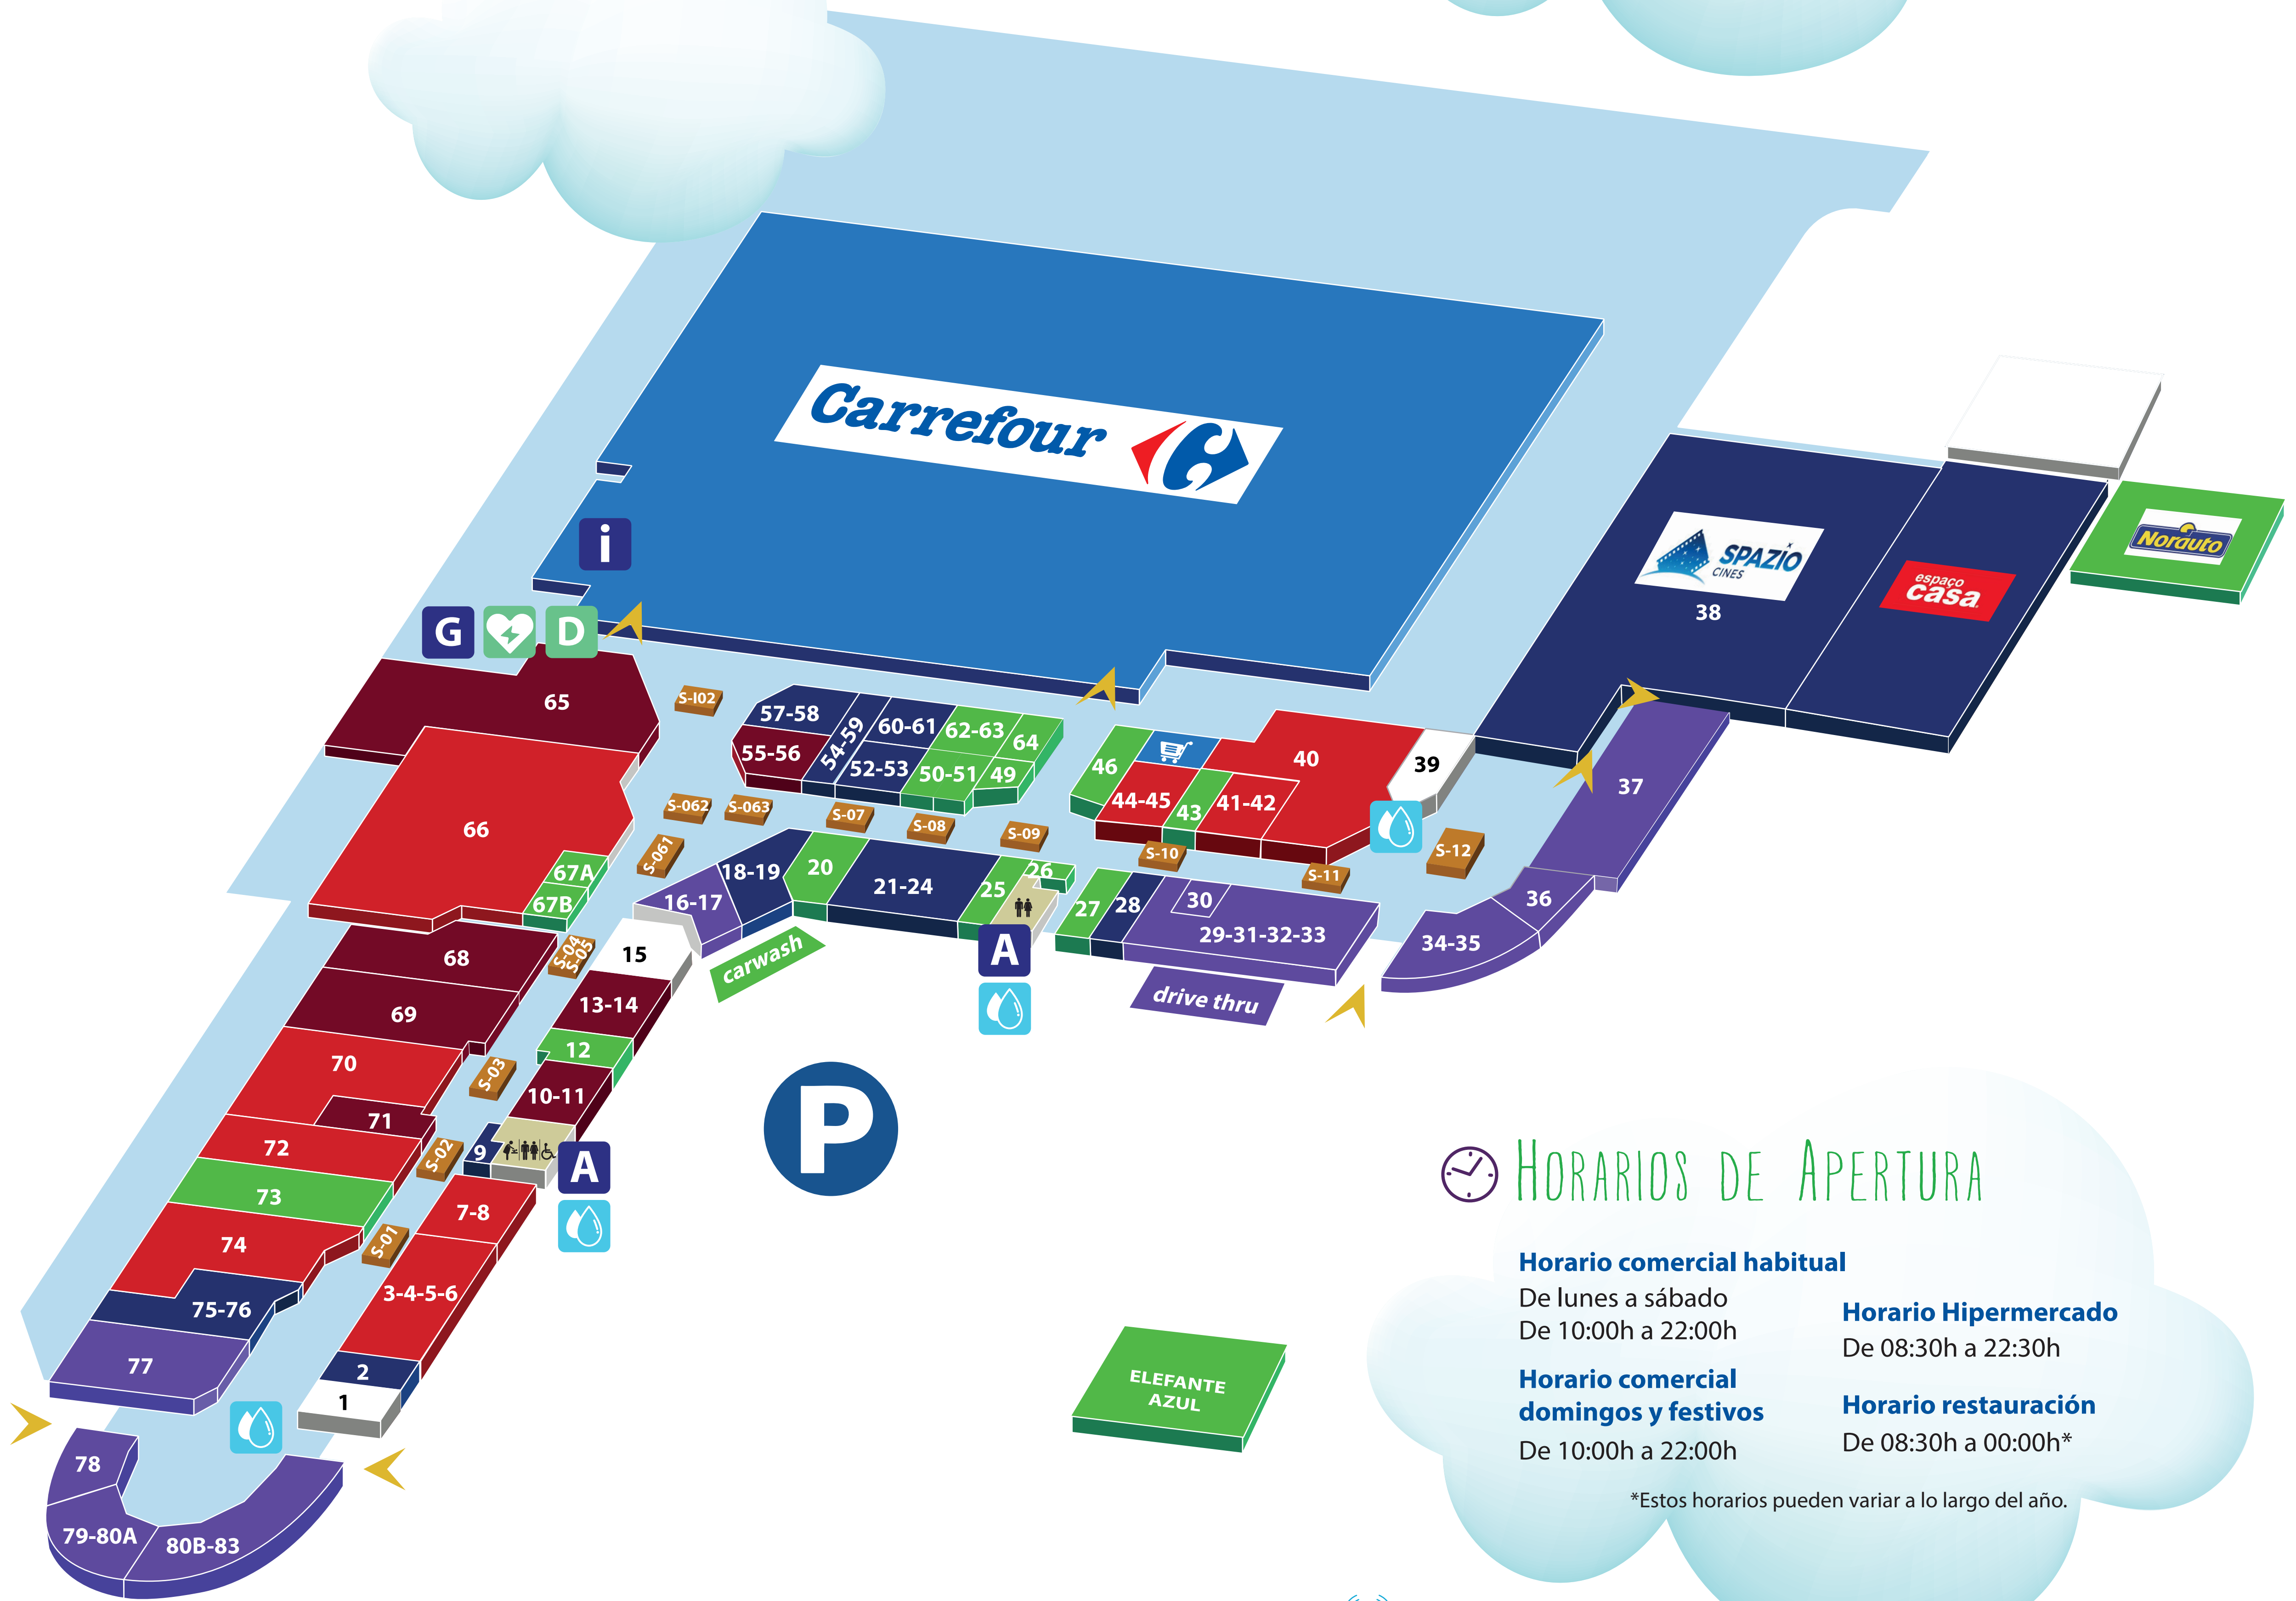 Carrefour
i
G
D
65
S-I02
57-58
54-59
60-61
62-63
64
55-56
52-53
50-51
49
46
40
39
44-45
43
41-42
SPAZIO
CINES
38
espaço
casa
Norauto
37
66
S-062
S-063
S-07
S-08
S-09
S-10
S-11
S-12
S-061
67A
67B
18-19
16-17
20
21-24
25
26
27
28
30
29-31-32-33
36
34-35
carwash
A
drive thru
68
S-04
S-05
15
69
13-14
12
70
S-03
10-11
71
72
S-02
9
A
P
73
7-8
74
S-01
3-4-5-6
75-76
77
2
1
78
79-80A
80B-83
ELEFANTE
AZUL
HORARIOS DE APERTURA
Horario comercial habitual
De lunes a sábado
De 10:00h a 22:00h
Horario comercial
domingos y festivos
De 10:00h a 22:00h
Horario Hipermercado
De 08:30h a 22:30h
Horario restauración
De 08:30h a 00:00h*
*Estos horarios pueden variar a lo largo del año.